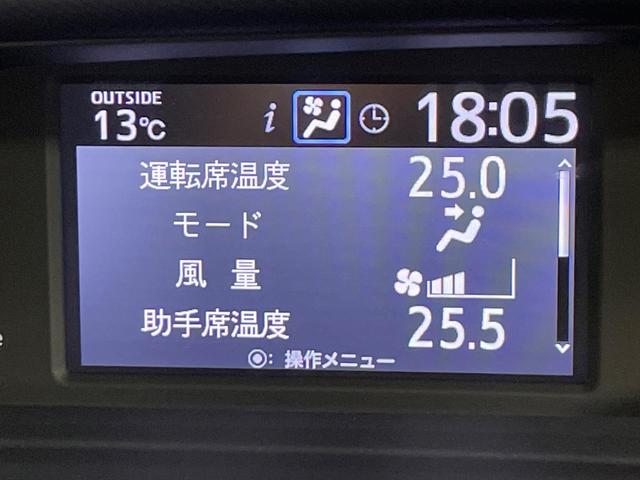 OUTSIDE
13℃ i 18:05
運転席温度 25.0
モード
風量
助手席温度 25.5
◉: 操作メニュー